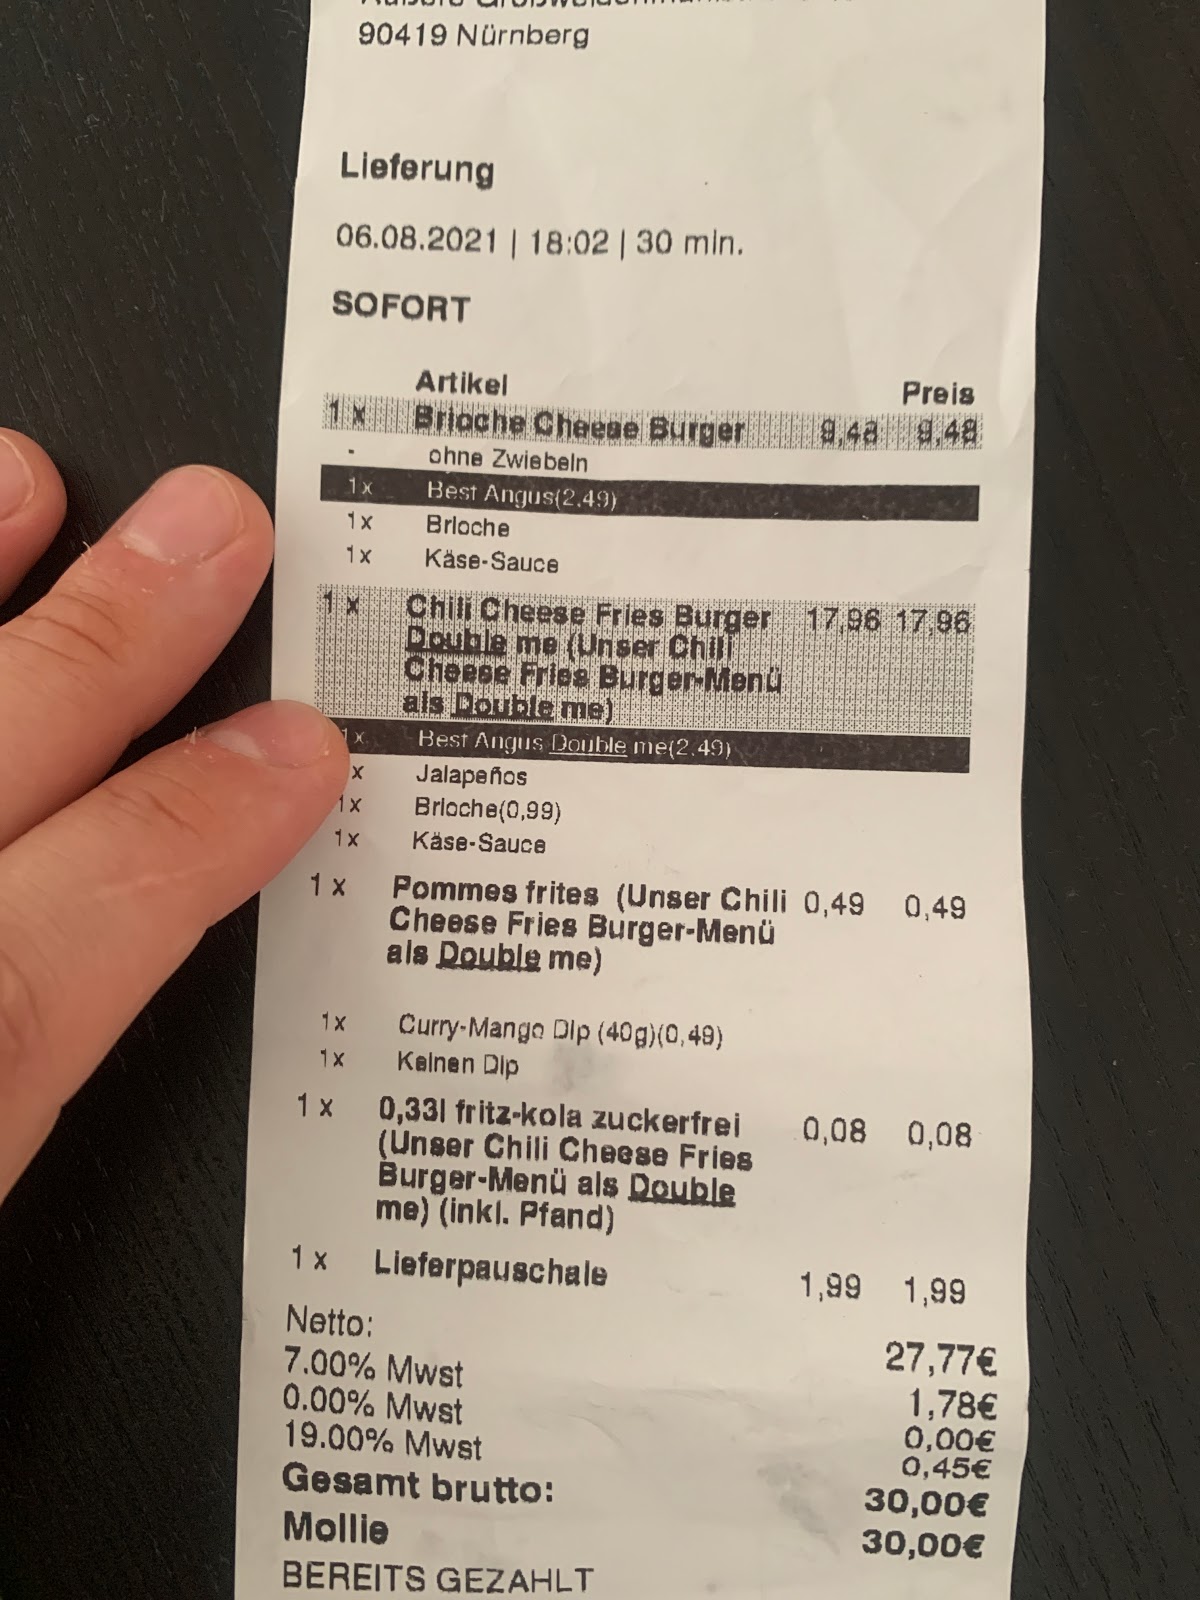 90419 Nürnberg
Lieferung
06.08.2021 | 18:02 | 30 min.
SOFORT
Artikel Preis
1 x Brioche Cheese Burger 9,48 9,48
- ohne Zwiebeln
1x Best Angus(2,49)
1x Brioche
1x Käse-Sauce
1 x Chili Cheese Fries Burger 17,96 17,96
Double me (Unser Chili
Cheese Fries Burger-Menü
als Double me)
1x Best Angus Double me(2,49)
x Jalapeños
1x Brioche(0,99)
1x Käse-Sauce
1 x Pommes frites (Unser Chili 0,49 0,49
Cheese Fries Burger-Menü
als Double me)
1x Curry-Mango Dip (40g)(0,49)
1x Keinen Dip
1 x 0,33l fritz-kola zuckerfrei 0,08 0,08
(Unser Chili Cheese Fries
Burger-Menü als Double
me) (inkl. Pfand)
1 x Lieferpauschale 1,99 1,99
Netto: 27,77€
7.00% Mwst 1,78€
0.00% Mwst 0,00€
19.00% Mwst 0,45€
Gesamt brutto: 30,00€
Mollie 30,00€
BEREITS GEZAHLT